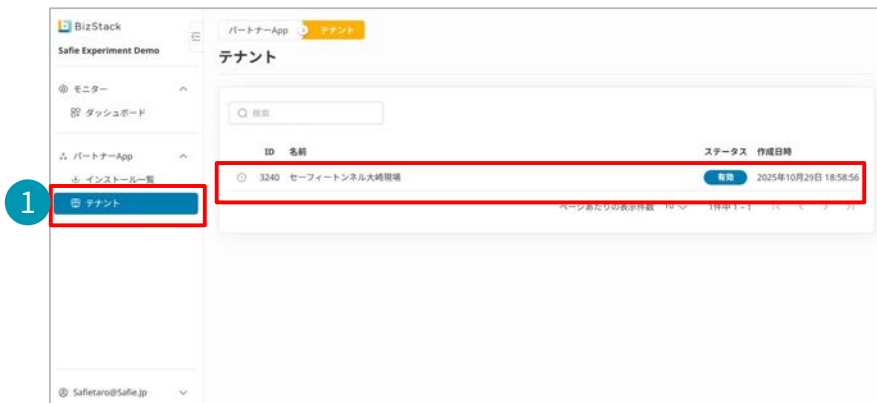 BizStack
Safie Experiment Demo
モニター
ダッシュボード
パートナーApp
インストール一覧
1
テナント
Safietaro@Safie.jp
パートナーApp テナント
テナント
検索
ID 名前 ステータス 作成日時
3240 セーフィートンネル大崎現場 有効 2025年10月29日 18:58:56
ページあたりの表示件数 10 1件中 1 - 1